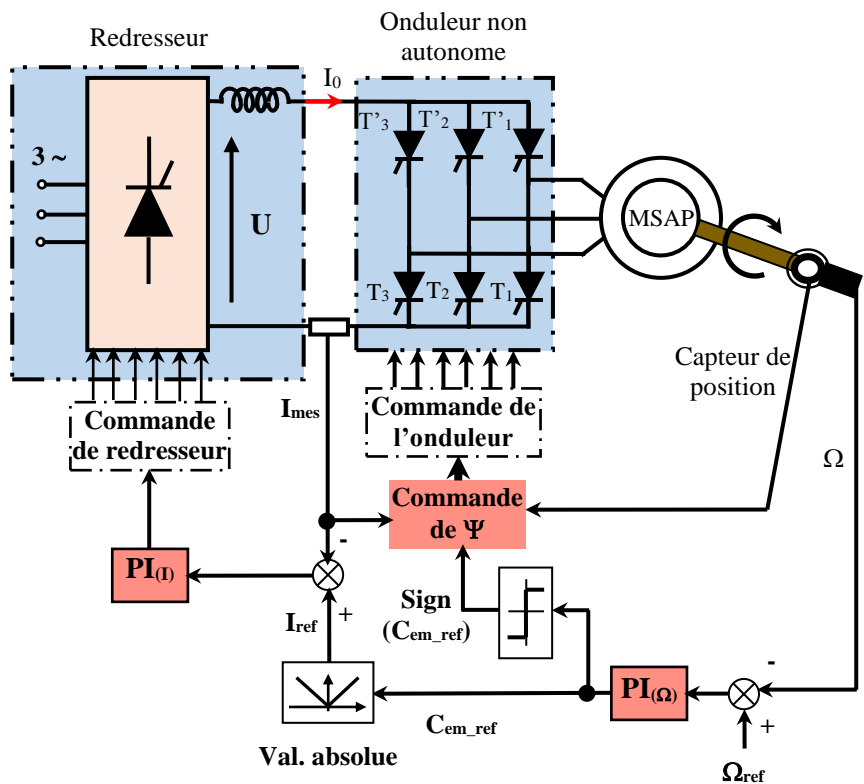 Redresseur
Onduleur non
autonome
I0
T'3
T'2
T'1
3 ~
U
MSAP
T3
T2
T1
Capteur de
position
Imes
Commande
de redresseur
Commande de
l'onduleur
Ω
Commande
de Ψ
-
PI(I)
Sign
(Cem_ref)
Iref
+
-
PI(Ω)
Cem_ref
+
Val. absolue
Ωref